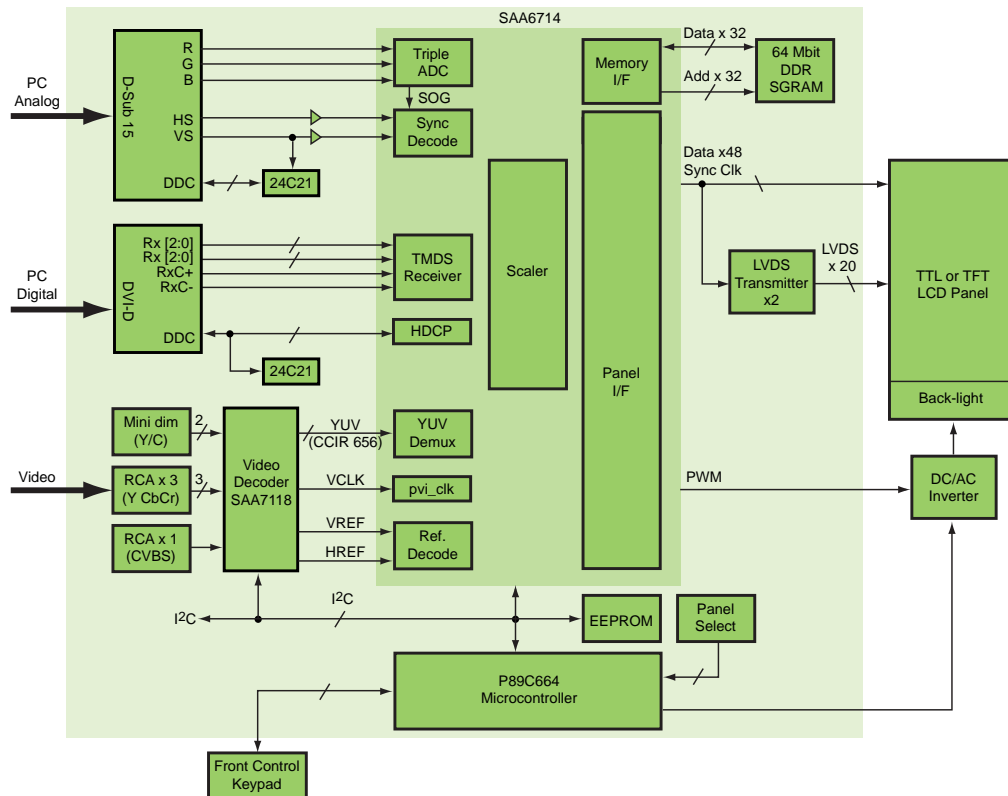 SAA6714
PC
Analog
D-Sub 15
R
G
B
HS
VS
DDC
24C21
Triple
ADC
SOG
Sync
Decode
Memory
I/F
Data x 32
Add x 32
64 Mbit
DDR
SGRAM
Data x48
Sync Clk
PC
Digital
DVI-D
Rx [2:0]
Rx [2:0]
RxC+
RxC-
DDC
24C21
TMDS
Receiver
HDCP
Scaler
Panel
I/F
LVDS
Transmitter
x2
LVDS
x 20
TTL or TFT
LCD Panel
Back-light
Video
Mini dim
(Y/C)
2
RCA x 3
(Y CbCr)
3
RCA x 1
(CVBS)
Video
Decoder
SAA7118
YUV
(CCIR 656)
VCLK
VREF
HREF
YUV
Demux
pvi_clk
Ref.
Decode
PWM
DC/AC
Inverter
I2C
I2C
EEPROM
Panel
Select
P89C664
Microcontroller
Front Control
Keypad